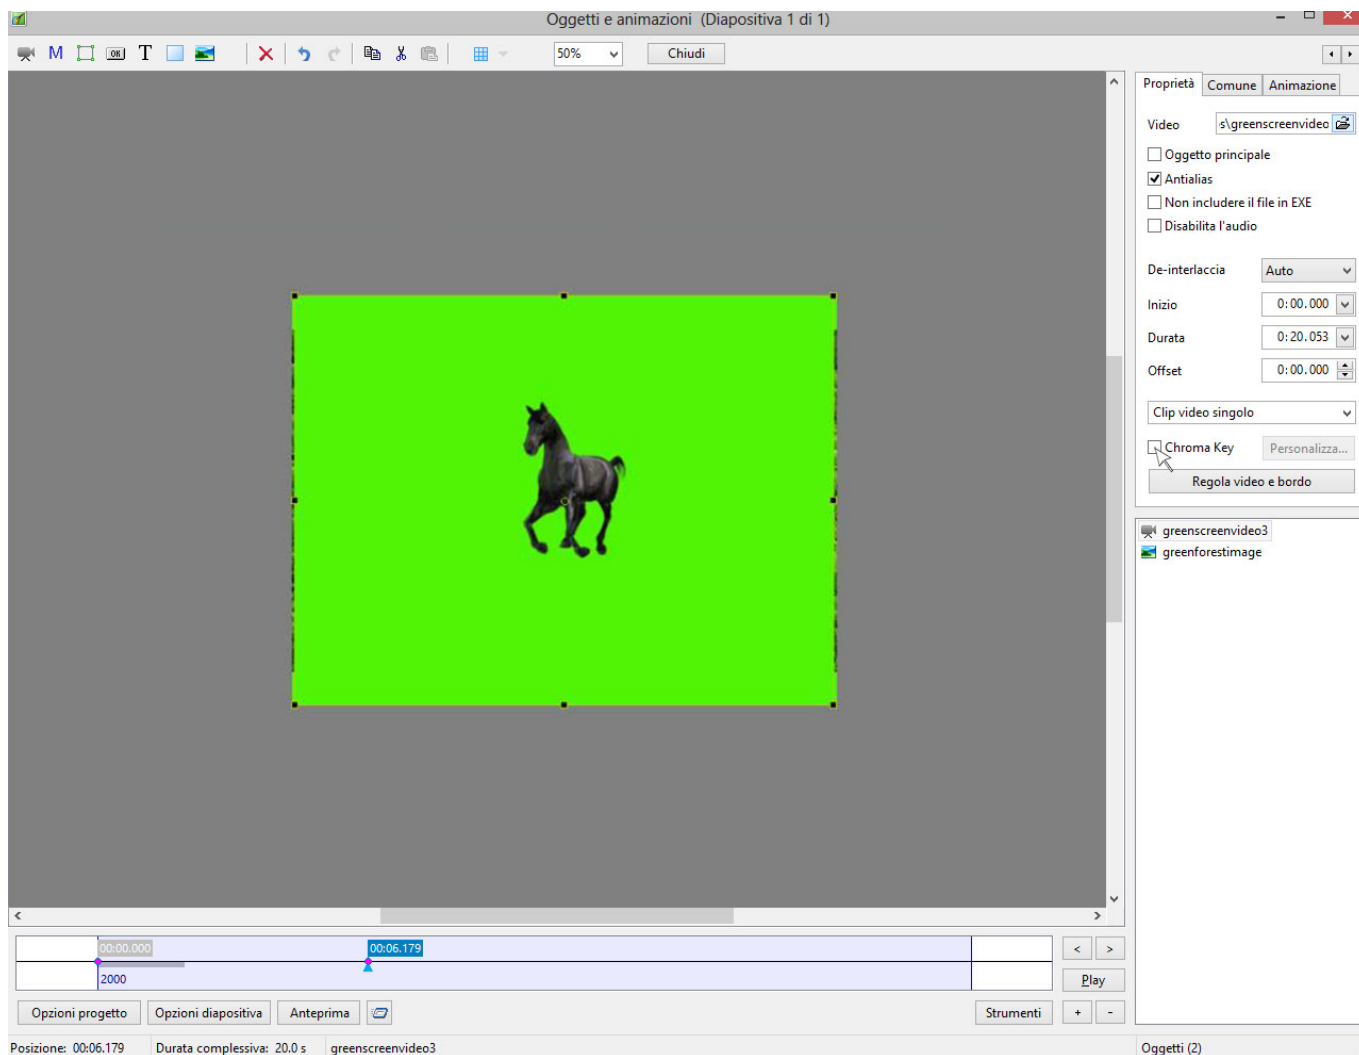 Oggetti e animazioni (Diapositiva 1 di 1)
M OK T 50% Chiudi
Proprietà Comune Animazione
Video s\greenscreenvideo
Oggetto principale
Antialias
Non includere il file in EXE
Disabilita l'audio
De-interlaccia Auto
Inizio 0:00.000
Durata 0:20.053
Offset 0:00.000
Clip video singolo
Chroma Key Personalizza...
Regola video e bordo
greenscreenvideo3
greenforestimage
00:00.000 00:06.179
2000
< >
Play
Opzioni progetto Opzioni diapositiva Anteprima Strumenti + -
Posizione: 00:06.179 Durata complessiva: 20.0 s greenscreenvideo3 Oggetti (2)